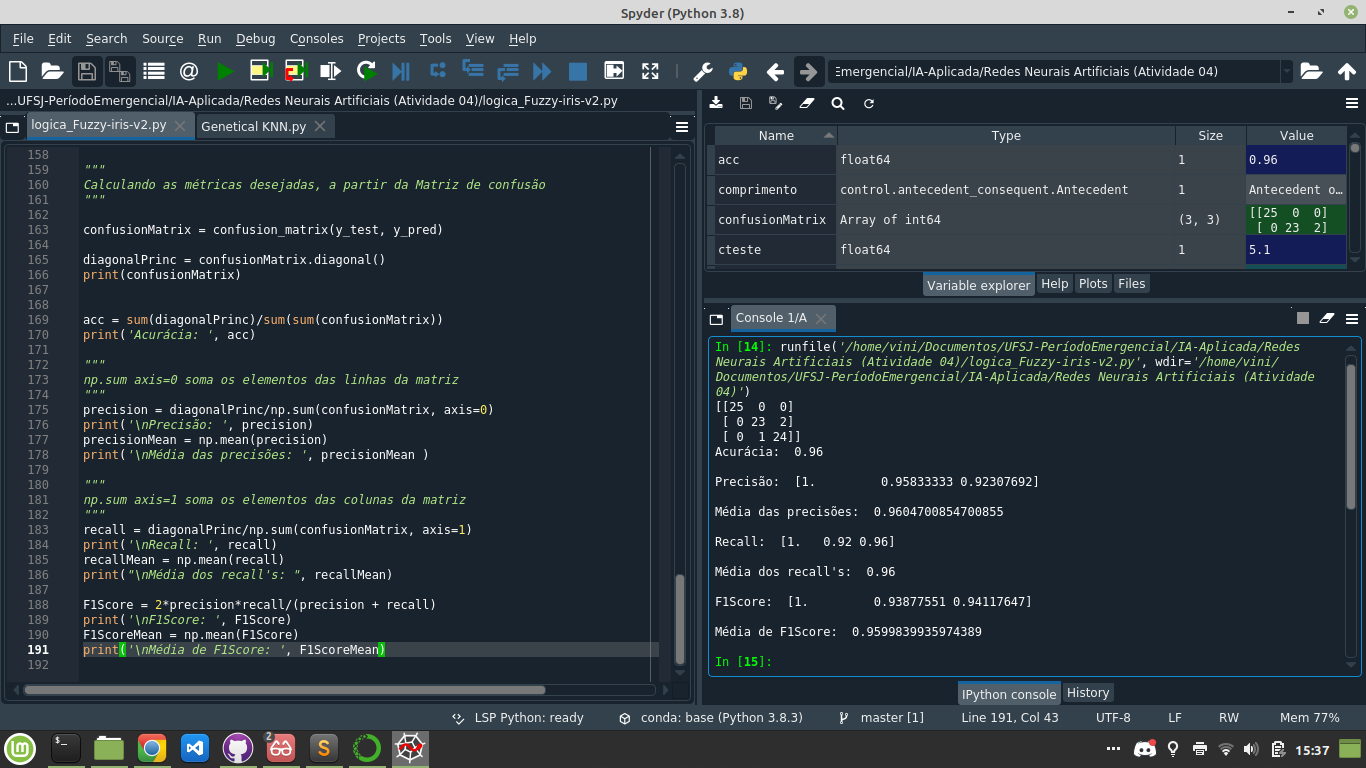 Spyder (Python 3.8)
File Edit Search Source Run Debug Consoles Projects Tools View Help
Emergencial/IA-Aplicada/Redes Neurais Artificiais (Atividade 04)
...UFSJ-PeríodoEmergencial/IA-Aplicada/Redes Neurais Artificiais (Atividade 04)/logica_Fuzzy-iris-v2.py
logica_Fuzzy-iris-v2.py Genetical KNN.py
158
159 """
160 Calculando as métricas desejadas, a partir da Matriz de confusão
161 """
162
163 confusionMatrix = confusion_matrix(y_test, y_pred)
164
165 diagonalPrinc = confusionMatrix.diagonal()
166 print(confusionMatrix)
167
168
169 acc = sum(diagonalPrinc)/sum(sum(confusionMatrix))
170 print('Acurácia: ', acc)
171
172 """
173 np.sum axis=0 soma os elementos das linhas da matriz
174 """
175 precision = diagonalPrinc/np.sum(confusionMatrix, axis=0)
176 print('\nPrecisão: ', precision)
177 precisionMean = np.mean(precision)
178 print('\nMédia das precisões: ', precisionMean )
179
180 """
181 np.sum axis=1 soma os elementos das colunas da matriz
182 """
183 recall = diagonalPrinc/np.sum(confusionMatrix, axis=1)
184 print('\nRecall: ', recall)
185 recallMean = np.mean(recall)
186 print("\nMédia dos recall's: ", recallMean)
187
188 F1Score = 2*precision*recall/(precision + recall)
189 print('\nF1Score: ', F1Score)
190 F1ScoreMean = np.mean(F1Score)
191 print('\nMédia de F1Score: ', F1ScoreMean)
192
Name Type Size Value
acc float64 1 0.96
comprimento control.antecedent_consequent.Antecedent 1 Antecedent o…
confusionMatrix Array of int64 (3, 3) [[25 0 0]
[ 0 23 2]
cteste float64 1 5.1
Variable explorer Help Plots Files
Console 1/A
In [14]: runfile('/home/vini/Documentos/UFSJ-PeríodoEmergencial/IA-Aplicada/Redes
Neurais Artificiais (Atividade 04)/logica_Fuzzy-iris-v2.py', wdir='/home/vini/
Documentos/UFSJ-PeríodoEmergencial/IA-Aplicada/Redes Neurais Artificiais (Atividade
04)')
[[25 0 0]
[ 0 23 2]
[ 0 1 24]]
Acurácia: 0.96
Precisão: [1. 0.95833333 0.92307692]
Média das precisões: 0.9604700854700855
Recall: [1. 0.92 0.96]
Média dos recall's: 0.96
F1Score: [1. 0.93877551 0.94117647]
Média de F1Score: 0.9599839935974389
In [15]:
IPython console History
LSP Python: ready conda: base (Python 3.8.3) master [1] Line 191, Col 43 UTF-8 LF RW Mem 77%
2
15:37